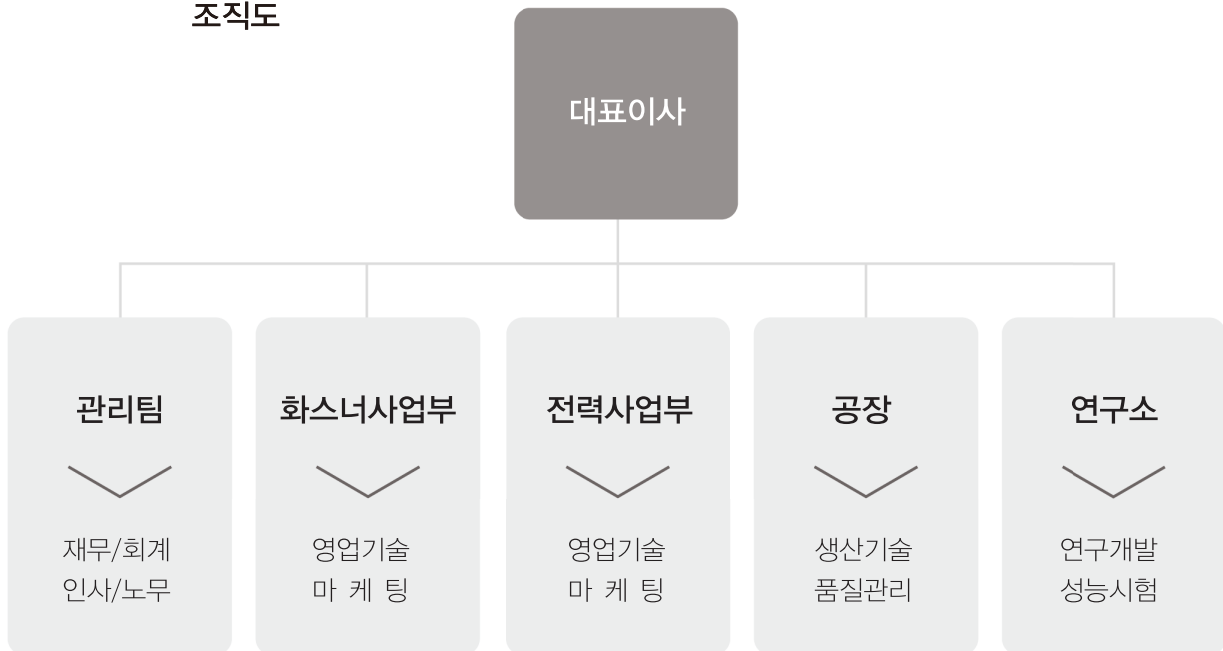 조직도
대표이사
관리팀
재무/회계
인사/노무
화스너사업부
영업기술
마 케 팅
전력사업부
영업기술
마 케 팅
공장
생산기술
품질관리
연구소
연구개발
성능시험